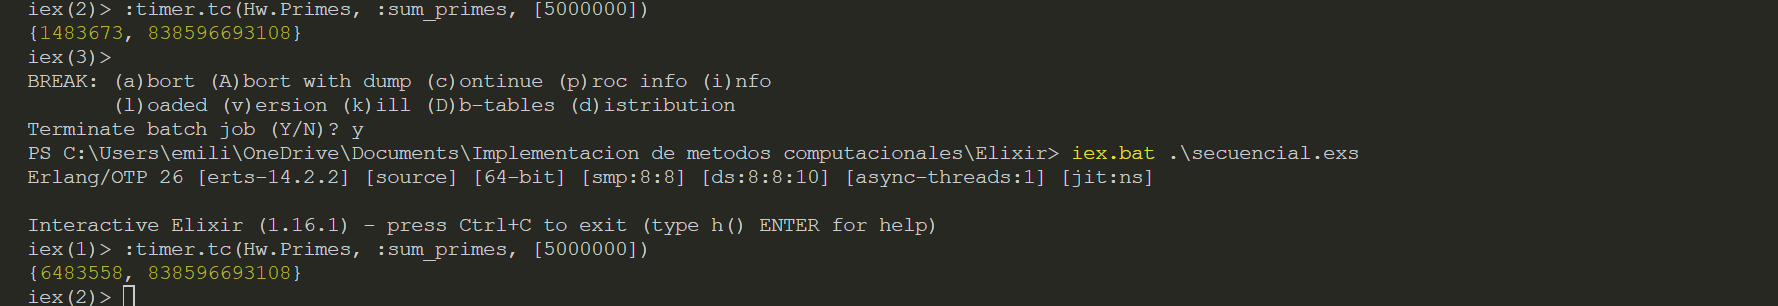 iex(2)> :timer.tc(Hw.Primes, :sum_primes, [5000000])
{1483673, 838596693108}
iex(3)>
BREAK: (a)bort (A)bort with dump (c)ontinue (p)roc info (i)nfo
       (l)oaded (v)ersion (k)ill (D)b-tables (d)istribution
Terminate batch job (Y/N)? y
PS C:\Users\emili\OneDrive\Documents\Implementacion de metodos computacionales\Elixir> iex.bat .\secuencial.exs
Erlang/OTP 26 [erts-14.2.2] [source] [64-bit] [smp:8:8] [ds:8:8:10] [async-threads:1] [jit:ns]
Interactive Elixir (1.16.1) - press Ctrl+C to exit (type h() ENTER for help)
iex(1)> :timer.tc(Hw.Primes, :sum_primes, [5000000])
{6483558, 838596693108}
iex(2)>